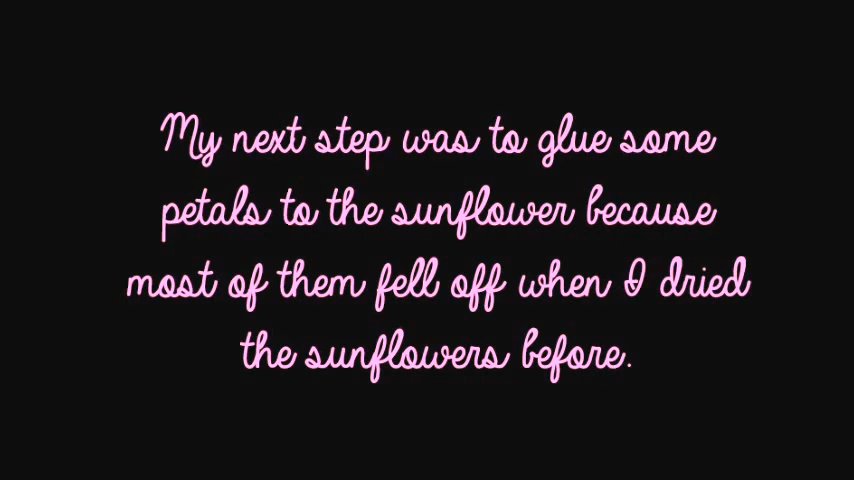 My next step was to glue some
petals to the sunflower because
most of them fell off when I dried
the sunflowers before.